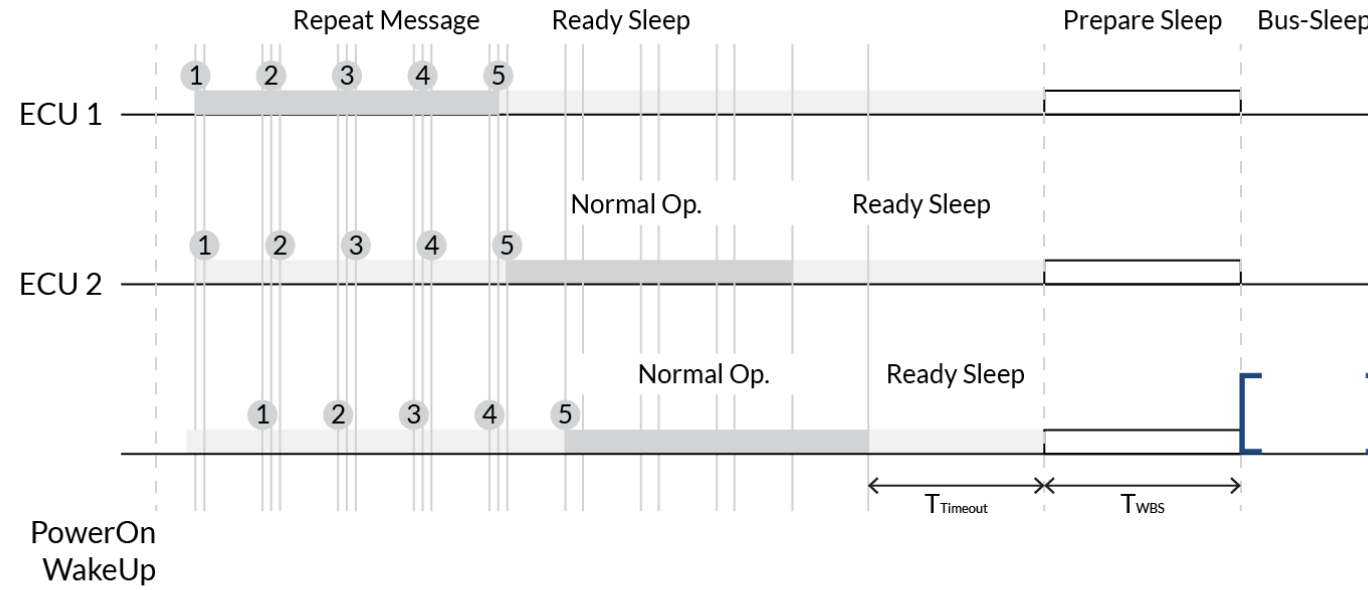 Repeat Message Ready Sleep Prepare Sleep Bus-Sleep
1 2 3 4 5
ECU 1
Normal Op. Ready Sleep
1 2 3 4 5
ECU 2
Normal Op. Ready Sleep
1 2 3 4 5
TTimeout TWBS
PowerOn
WakeUp